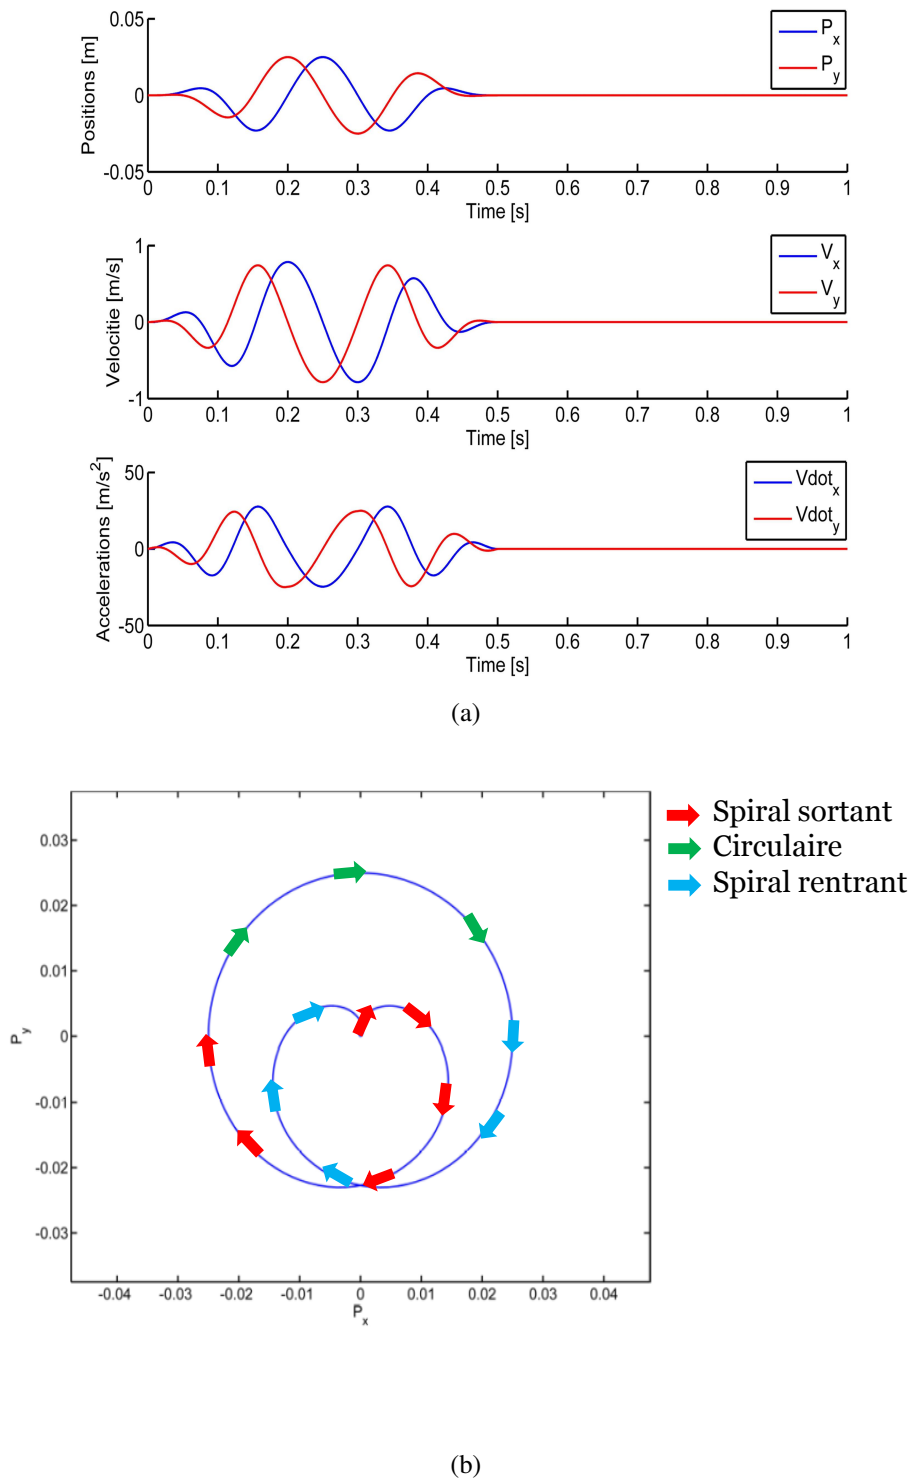 0.05
0
-0.05
Positions [m]
P_x
P_y
0 0.1 0.2 0.3 0.4 0.5 0.6 0.7 0.8 0.9 1
Time [s]
1
0
-1
Velocitie [m/s]
V_x
V_y
0 0.1 0.2 0.3 0.4 0.5 0.6 0.7 0.8 0.9 1
Time [s]
50
0
-50
Accelerations [m/s²]
Vdot_x
Vdot_y
0 0.1 0.2 0.3 0.4 0.5 0.6 0.7 0.8 0.9 1
Time [s]
(a)
Spiral sortant
Circulaire
Spiral rentrant
0.03
0.02
0.01
0
-0.01
-0.02
-0.03
P_y
-0.04 -0.03 -0.02 -0.01 0 0.01 0.02 0.03 0.04
P_x
(b)